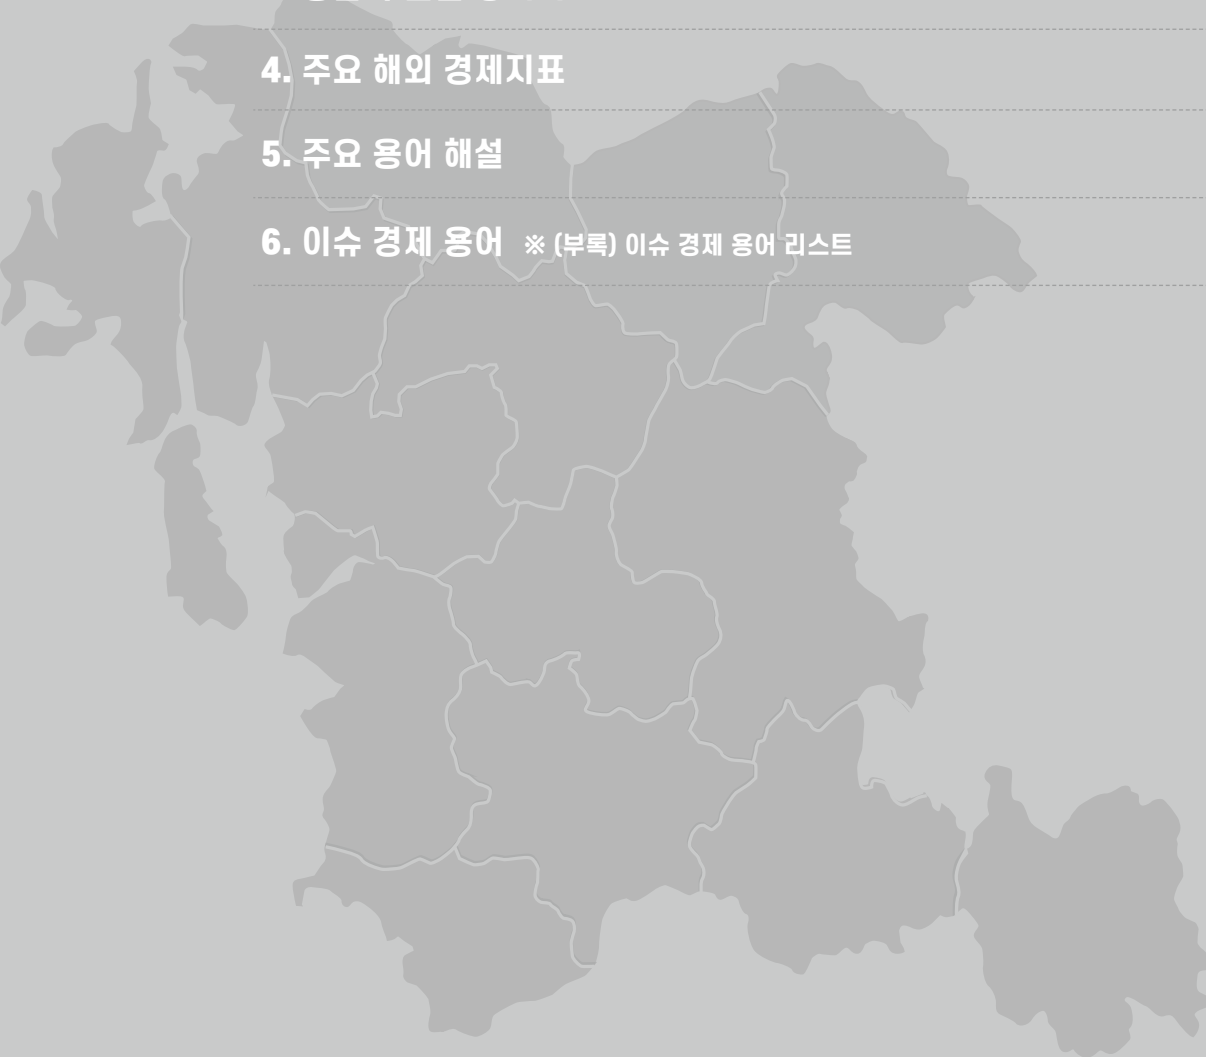 4. 주요 해외 경제지표
5. 주요 용어 해설
6. 이슈 경제 용어 ※ (부록) 이슈 경제 용어 리스트